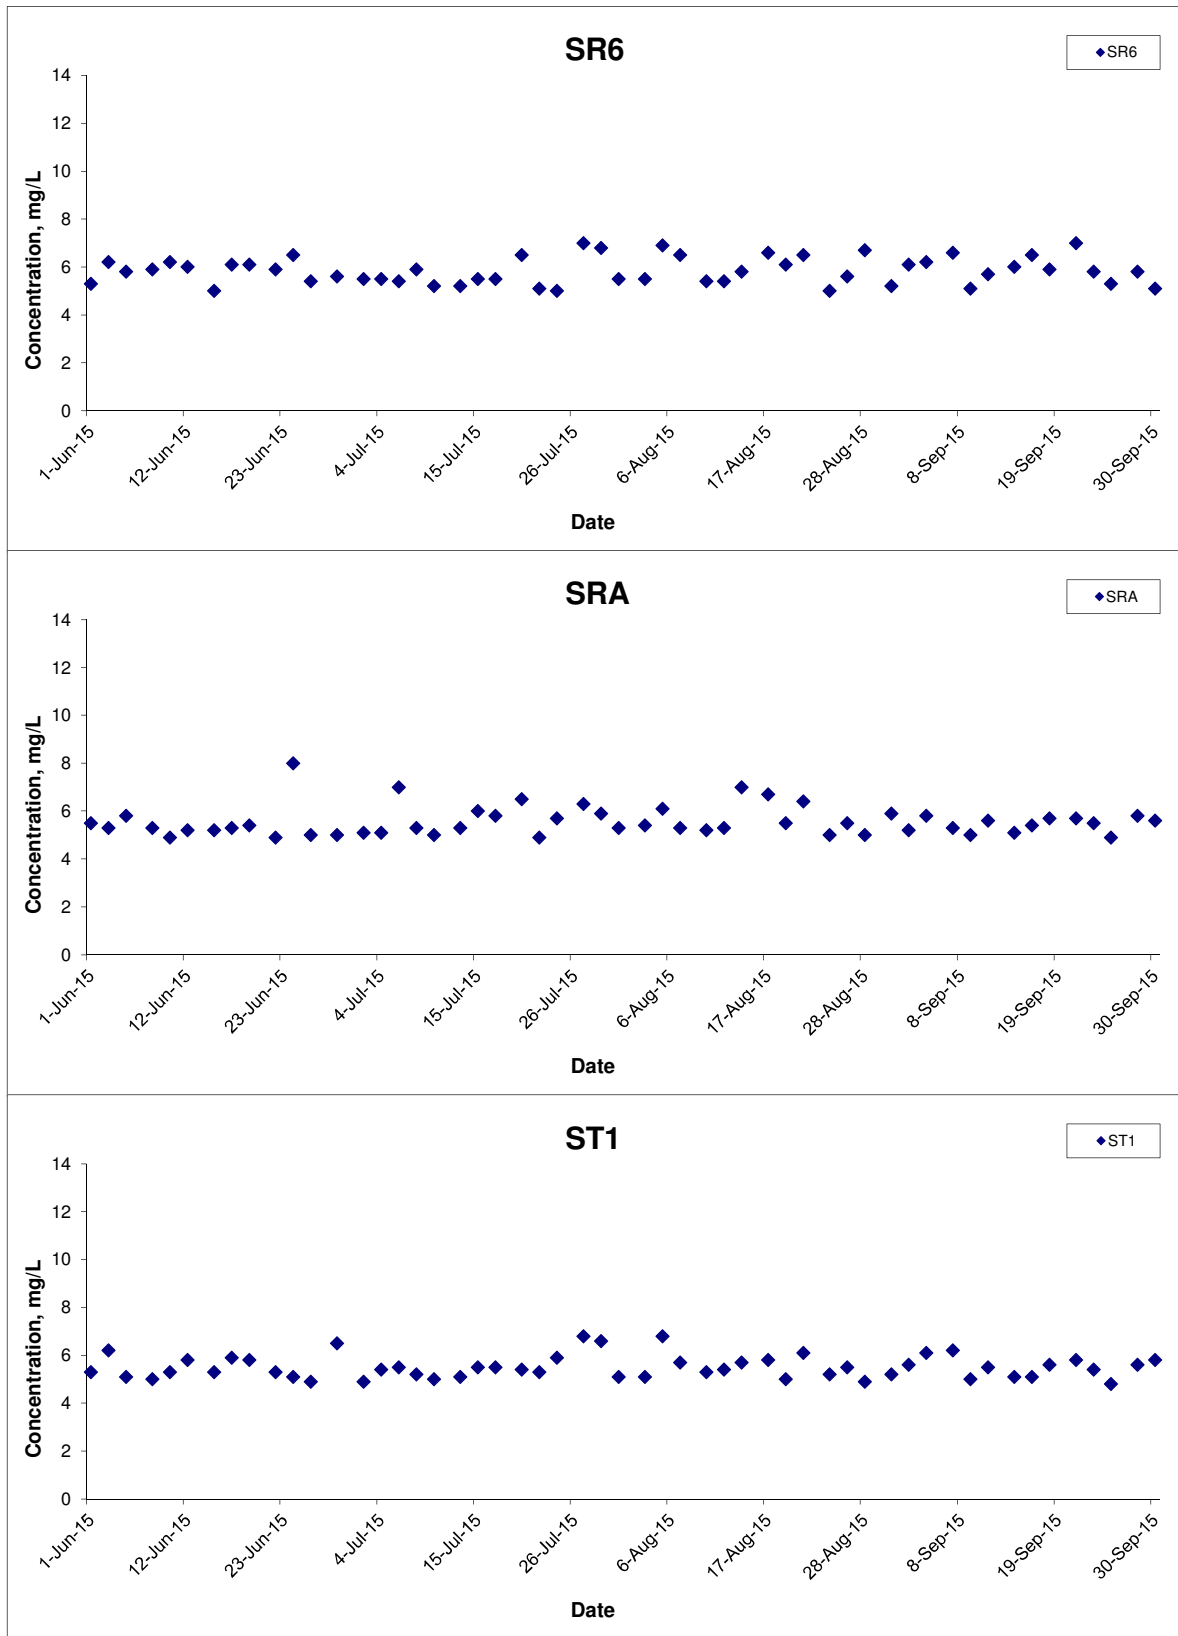 SR6
SR6
14
12
10
8
6
4
2
0
Concentration, mg/L
1-Jun-15
12-Jun-15
23-Jun-15
4-Jul-15
15-Jul-15
26-Jul-15
6-Aug-15
17-Aug-15
28-Aug-15
8-Sep-15
19-Sep-15
30-Sep-15
Date
SRA
SRA
14
12
10
8
6
4
2
0
Concentration, mg/L
1-Jun-15
12-Jun-15
23-Jun-15
4-Jul-15
15-Jul-15
26-Jul-15
6-Aug-15
17-Aug-15
28-Aug-15
8-Sep-15
19-Sep-15
30-Sep-15
Date
ST1
ST1
14
12
10
8
6
4
2
0
Concentration, mg/L
1-Jun-15
12-Jun-15
23-Jun-15
4-Jul-15
15-Jul-15
26-Jul-15
6-Aug-15
17-Aug-15
28-Aug-15
8-Sep-15
19-Sep-15
30-Sep-15
Date